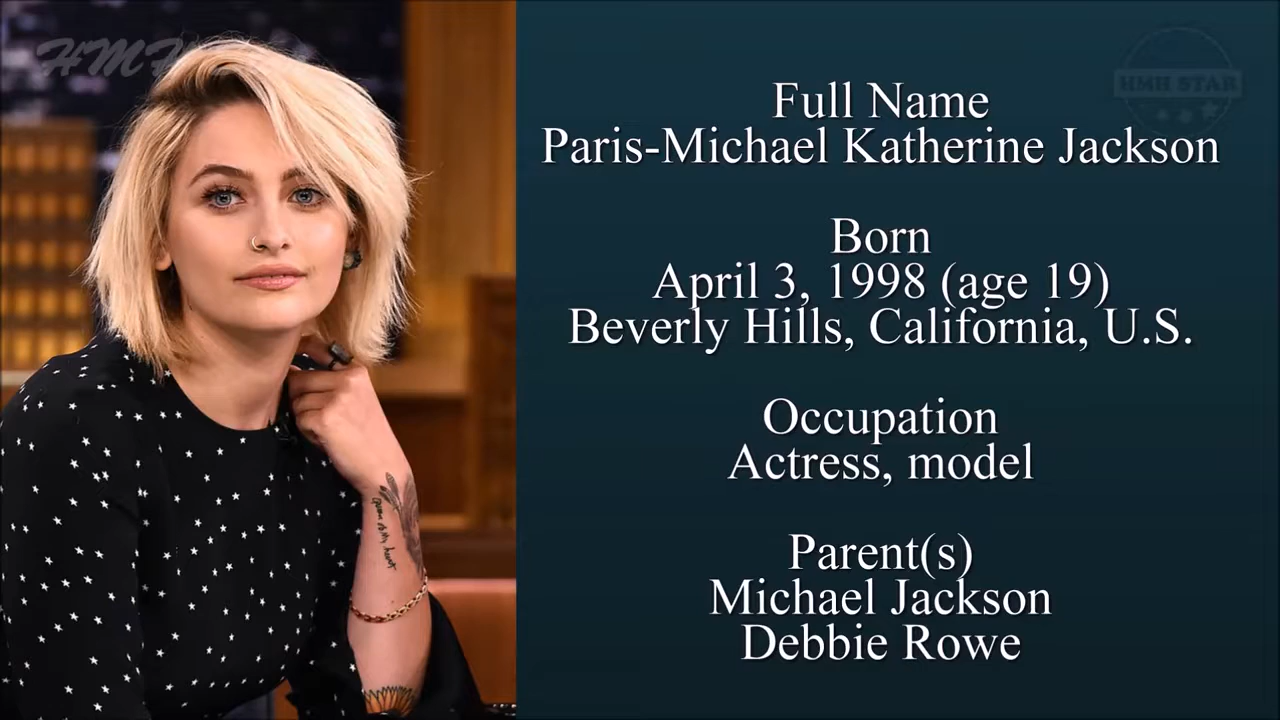 HMH
HMH STAR
Full Name
Paris-Michael Katherine Jackson
Born
April 3, 1998 (age 19)
Beverly Hills, California, U.S.
Occupation
Actress, model
Parent(s)
Michael Jackson
Debbie Rowe